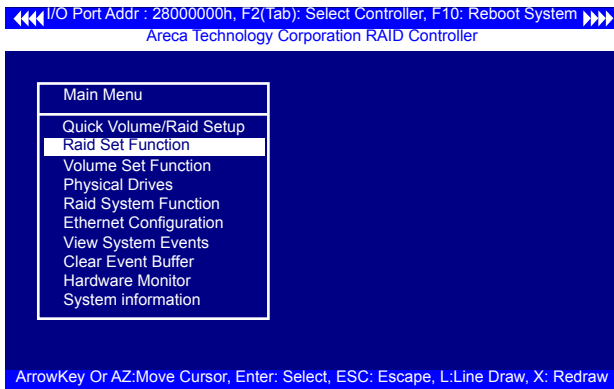 I/O Port Addr : 28000000h, F2(Tab): Select Controller, F10: Reboot System
Areca Technology Corporation RAID Controller
Main Menu
Quick Volume/Raid Setup
Raid Set Function
Volume Set Function
Physical Drives
Raid System Function
Ethernet Configuration
View System Events
Clear Event Buffer
Hardware Monitor
System information
ArrowKey Or AZ:Move Cursor, Enter: Select, ESC: Escape, L:Line Draw, X: Redraw